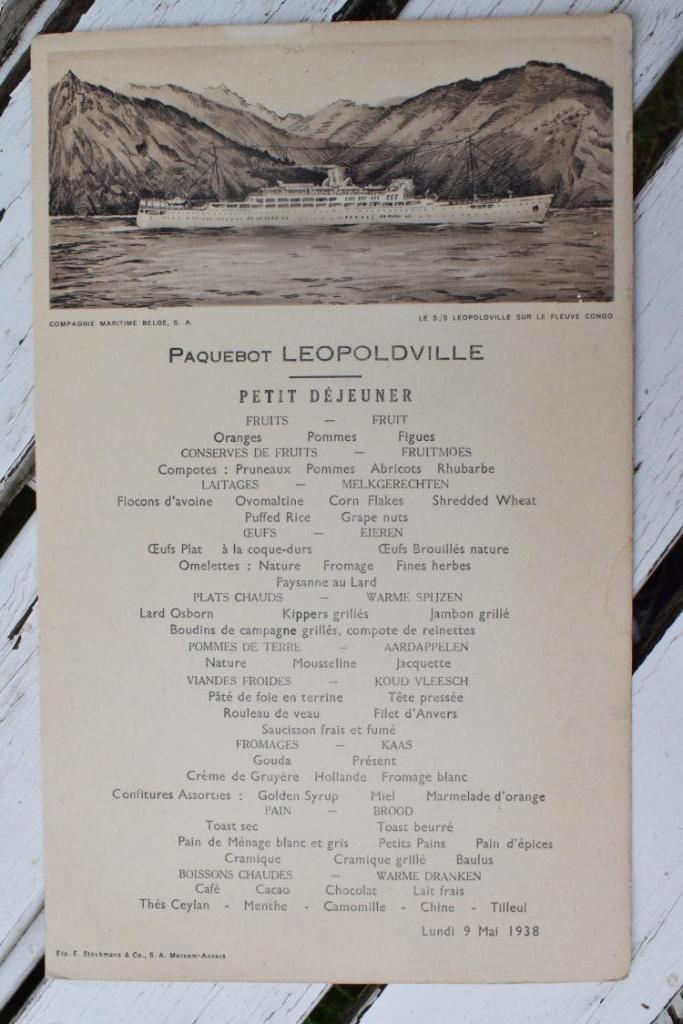 COMPAGNIE MARITIME BELGE, S. A.
LE S/S LEOPOLDVILLE SUR LE FLEUVE CONGO
PAQUEBOT LEOPOLDVILLE
PETIT DÉJEUNER
FRUITS — FRUIT
Oranges Pommes Figues
CONSERVES DE FRUITS — FRUITMOES
Compotes : Pruneaux Pommes Abricots Rhubarbe
LAITAGES — MELKGERECHTEN
Flocons d'avoine Ovomaltine Corn Flakes Shredded Wheat
Puffed Rice Grape nuts
ŒUFS — EIEREN
Œufs Plat à la coque-durs Œufs Brouillés nature
Omelettes : Nature Fromage Fines herbes
Paysanne au Lard
PLATS CHAUDS — WARME SPIJZEN
Lard Osborn Kippers grillés Jambon grillé
Boudins de campagne grillés, compote de reinettes
POMMES DE TERRE — AARDAPPELEN
Nature Mousseline Jacquette
VIANDES FROIDES — KOUD VLEESCH
Pâté de foie en terrine Tête pressée
Rouleau de veau Filet d'Anvers
Saucisson frais et fumé
FROMAGES — KAAS
Gouda Présent
Crème de Gruyère Hollande Fromage blanc
Confitures Assorties : Golden Syrup Miel Marmelade d'orange
PAIN — BROOD
Toast sec Toast beurré
Pain de Ménage blanc et gris Petits Pains Pain d'épices
Cramique Cramique grillé Baulus
BOISSONS CHAUDES — WARME DRANKEN
Café Cacao Chocolat Lait frais
Thés Ceylan - Menthe - Camomille - Chine - Tilleul
Lundi 9 Mai 1938
Ets. E. Stockmans & Co., S. A. Merxem-Anvers